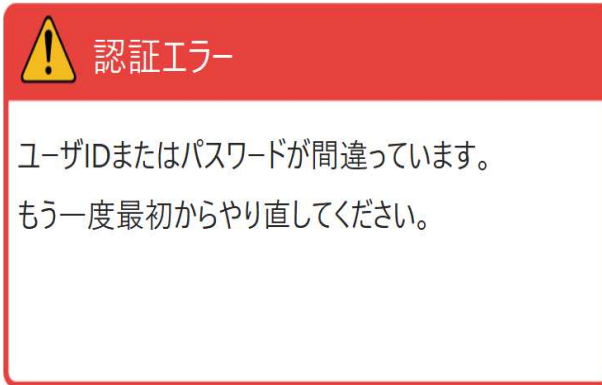 認証エラー
ユーザIDまたはパスワードが間違っています。
もう一度最初からやり直してください。